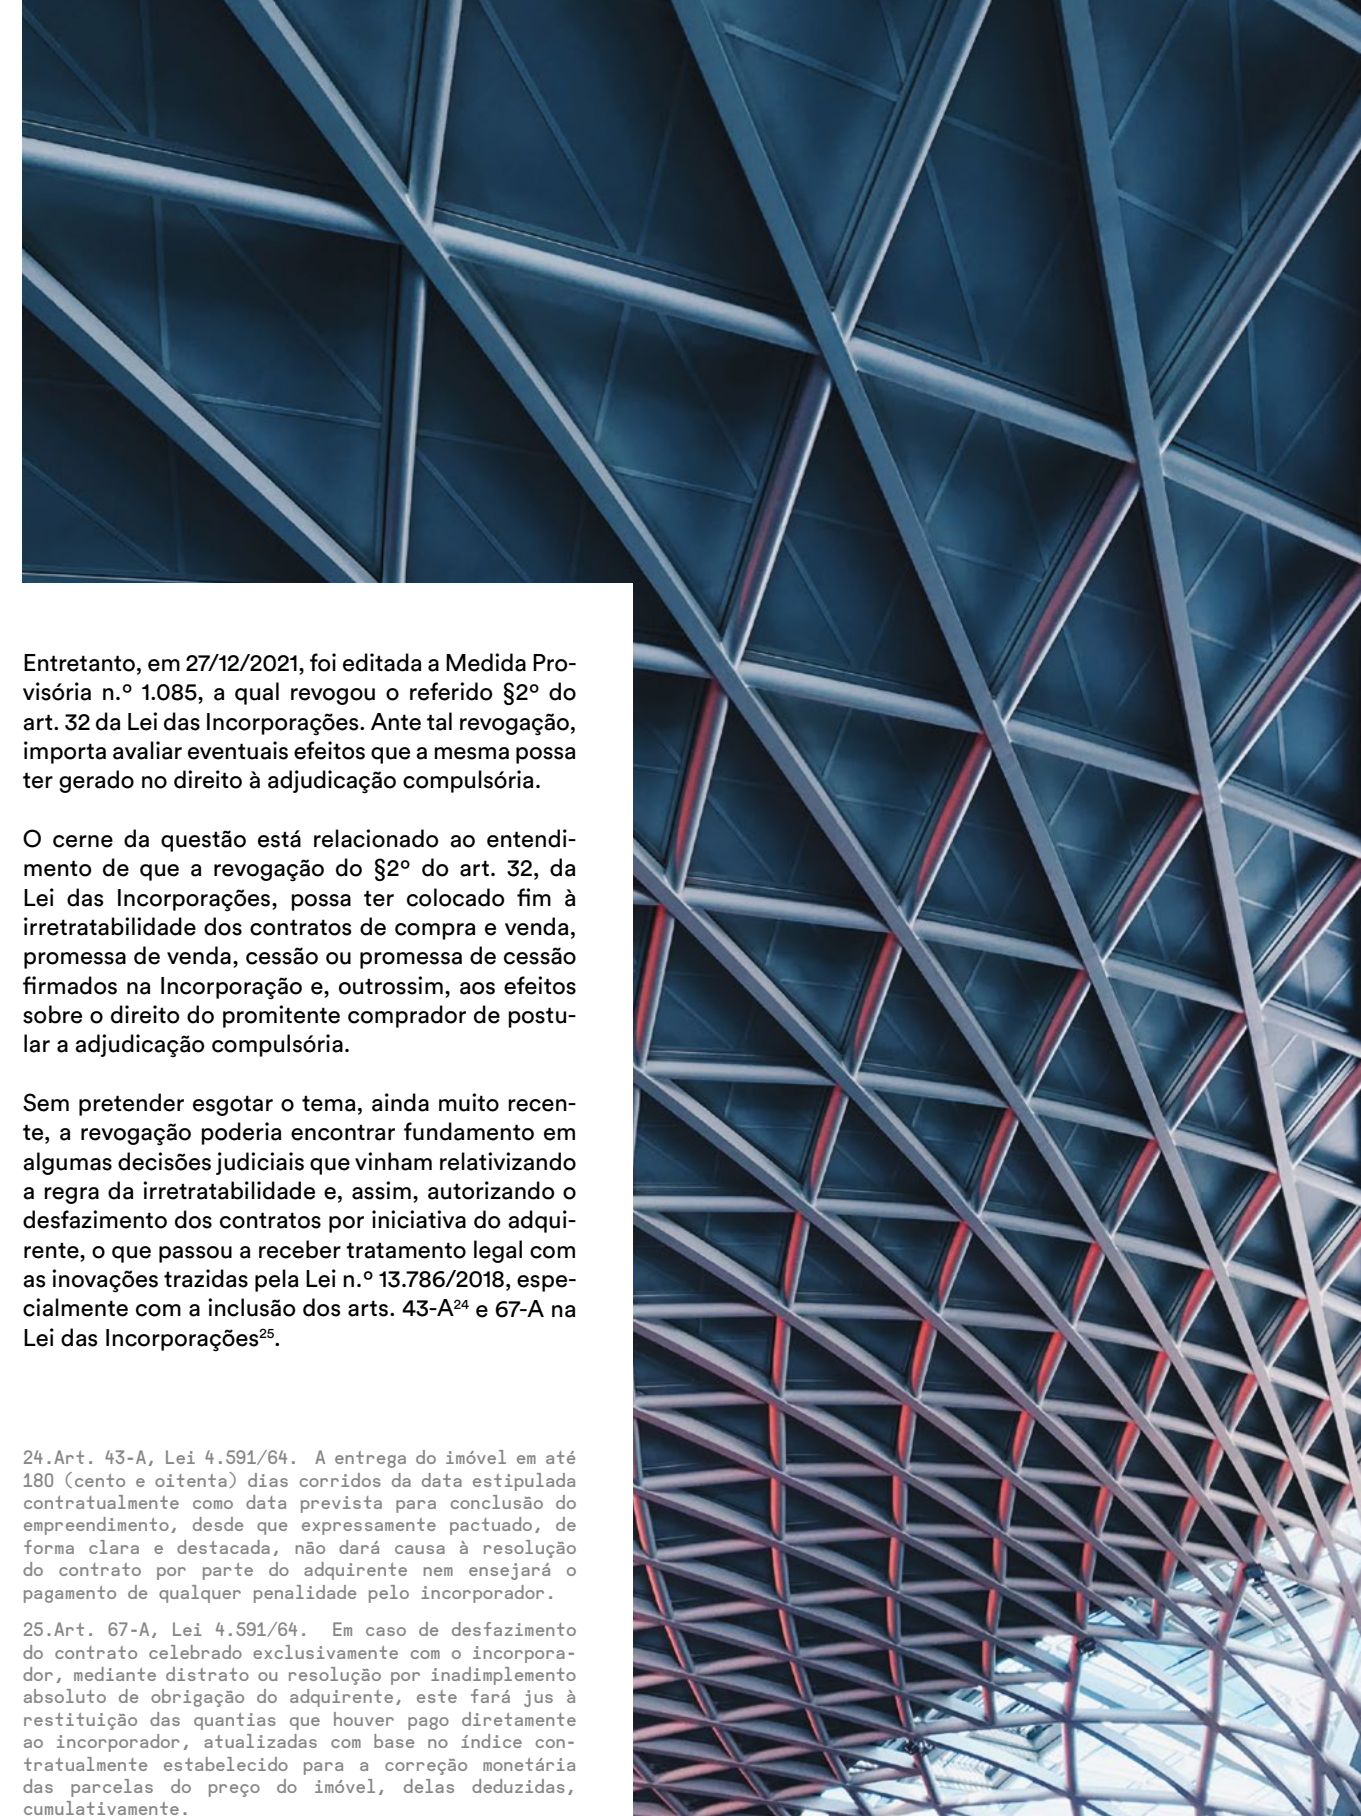 Entretanto, em 27/12/2021, foi editada a Medida Pro-
visória n.º 1.085, a qual revogou o referido §2º do
art. 32 da Lei das Incorporações. Ante tal revogação,
importa avaliar eventuais efeitos que a mesma possa
ter gerado no direito à adjudicação compulsória.
O cerne da questão está relacionado ao entendi-
mento de que a revogação do §2º do art. 32, da
Lei das Incorporações, possa ter colocado fim à
irretratabilidade dos contratos de compra e venda,
promessa de venda, cessão ou promessa de cessão
firmados na Incorporação e, outrossim, aos efeitos
sobre o direito do promitente comprador de postu-
lar a adjudicação compulsória.
Sem pretender esgotar o tema, ainda muito recen-
te, a revogação poderia encontrar fundamento em
algumas decisões judiciais que vinham relativizando
a regra da irretratabilidade e, assim, autorizando o
desfazimento dos contratos por iniciativa do adqui-
rente, o que passou a receber tratamento legal com
as inovações trazidas pela Lei n.º 13.786/2018, espe-
cialmente com a inclusão dos arts. 43-A²⁴ e 67-A na
Lei das Incorporações²⁵.
24.Art. 43-A, Lei 4.591/64. A entrega do imóvel em até
180 (cento e oitenta) dias corridos da data estipulada
contratualmente como data prevista para conclusão do
empreendimento, desde que expressamente pactuado, de
forma clara e destacada, não dará causa à resolução
do contrato por parte do adquirente nem ensejará o
pagamento de qualquer penalidade pelo incorporador.
25.Art. 67-A, Lei 4.591/64. Em caso de desfazimento
do contrato celebrado exclusivamente com o incorpora-
dor, mediante distrato ou resolução por inadimplemento
absoluto de obrigação do adquirente, este fará jus à
restituição das quantias que houver pago diretamente
ao incorporador, atualizadas com base no índice con-
tratualmente estabelecido para a correção monetária
das parcelas do preço do imóvel, delas deduzidas,
cumulativamente.